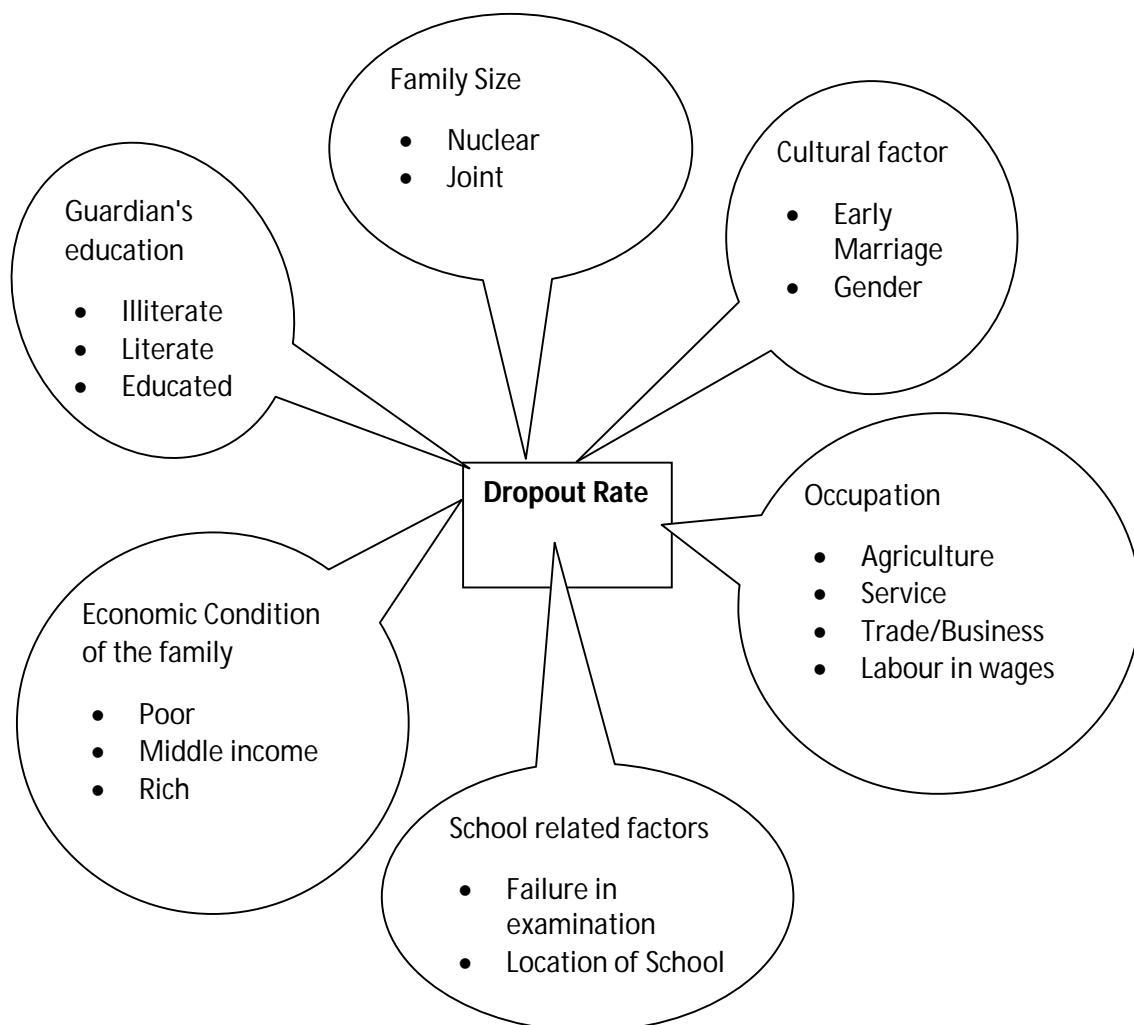 Family Size
• Nuclear
• Joint
Cultural factor
• Early
Marriage
• Gender
Guardian's
education
• Illiterate
• Literate
• Educated
Dropout Rate
Occupation
• Agriculture
• Service
• Trade/Business
• Labour in wages
Economic Condition
of the family
• Poor
• Middle income
• Rich
School related factors
• Failure in
examination
• Location of School